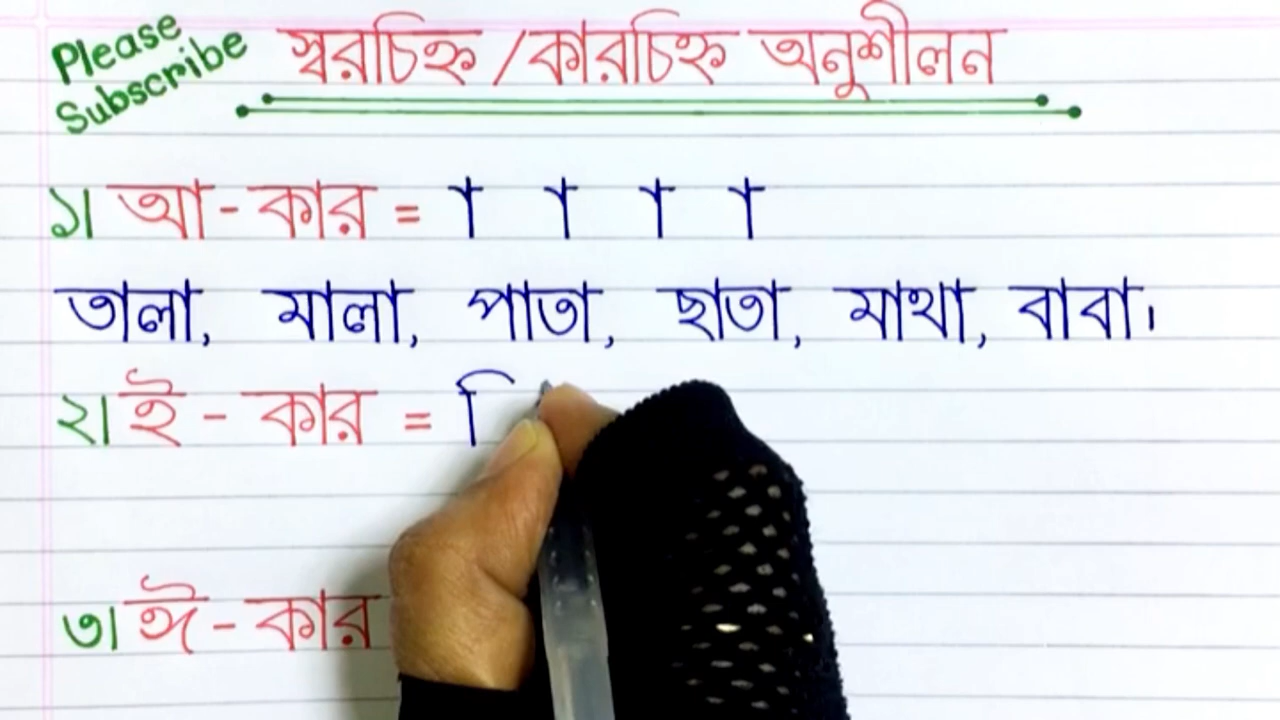 Please
Subscribe
স্বরচিহ্ন /কারচিহ্ন অনুশীলন
১। আ - কার = া া া া
তালা, মালা, পাতা, ছাতা, মাথা, বাবা।
২। ই - কার = ি
৩। ঈ - কার